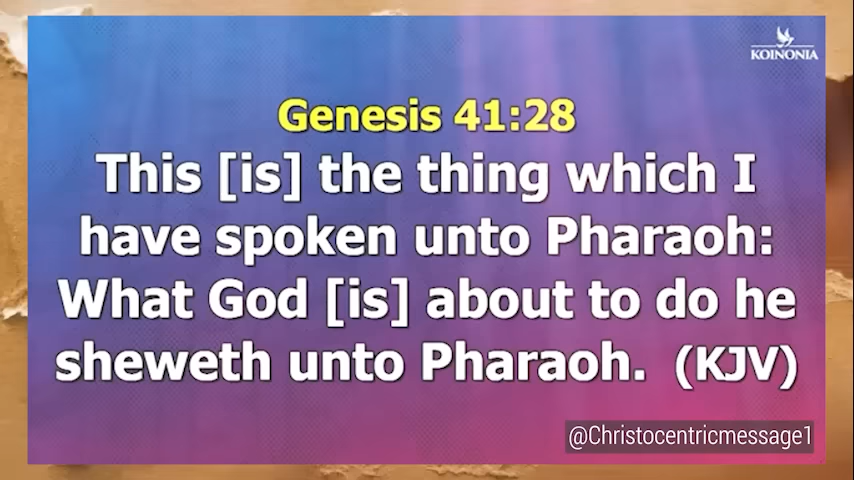 KOINONIA
Genesis 41:28
This [is] the thing which I
have spoken unto Pharaoh:
What God [is] about to do he
sheweth unto Pharaoh. (KJV)
@Christocentricmessage1